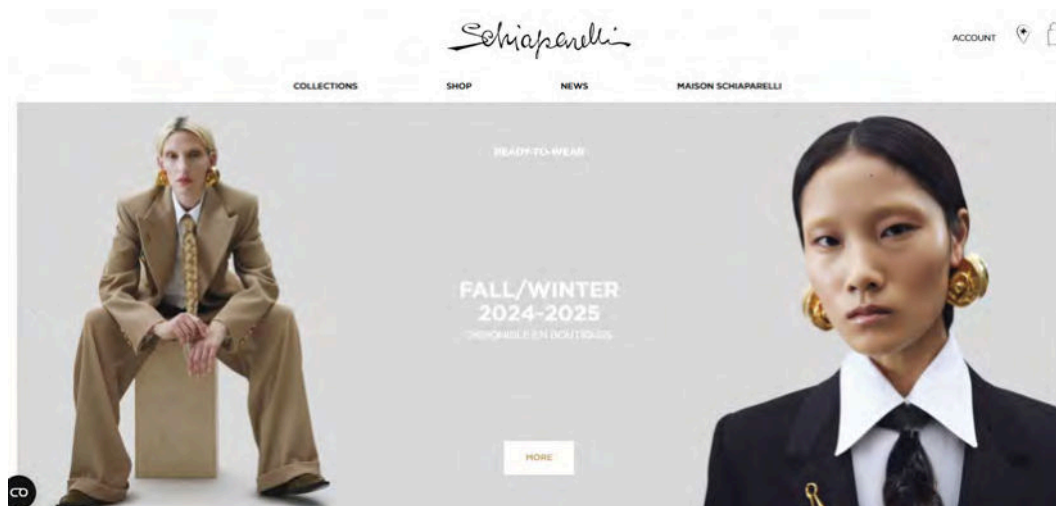 Schiaparelli
ACCOUNT
COLLECTIONS SHOP NEWS MAISON SCHIAPARELLI
READY-TO-WEAR
FALL/WINTER
2024-2025
DISPONIBLE EN BOUTIQUES
MORE